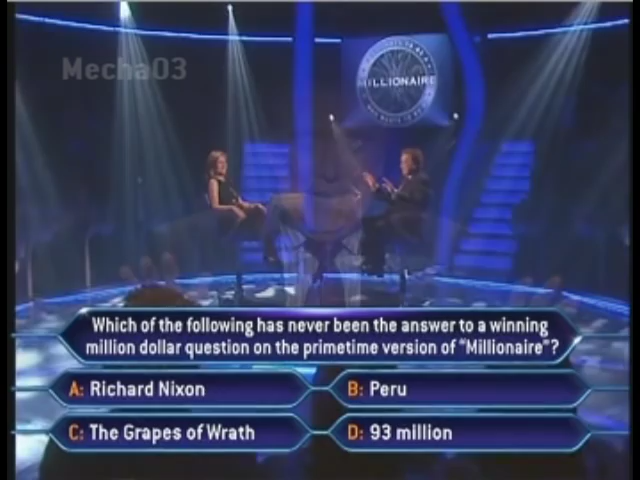 Mecha03
MILLIONAIRE
Which of the following has never been the answer to a winning
million dollar question on the primetime version of "Millionaire"?
A: Richard Nixon
B: Peru
C: The Grapes of Wrath
D: 93 million